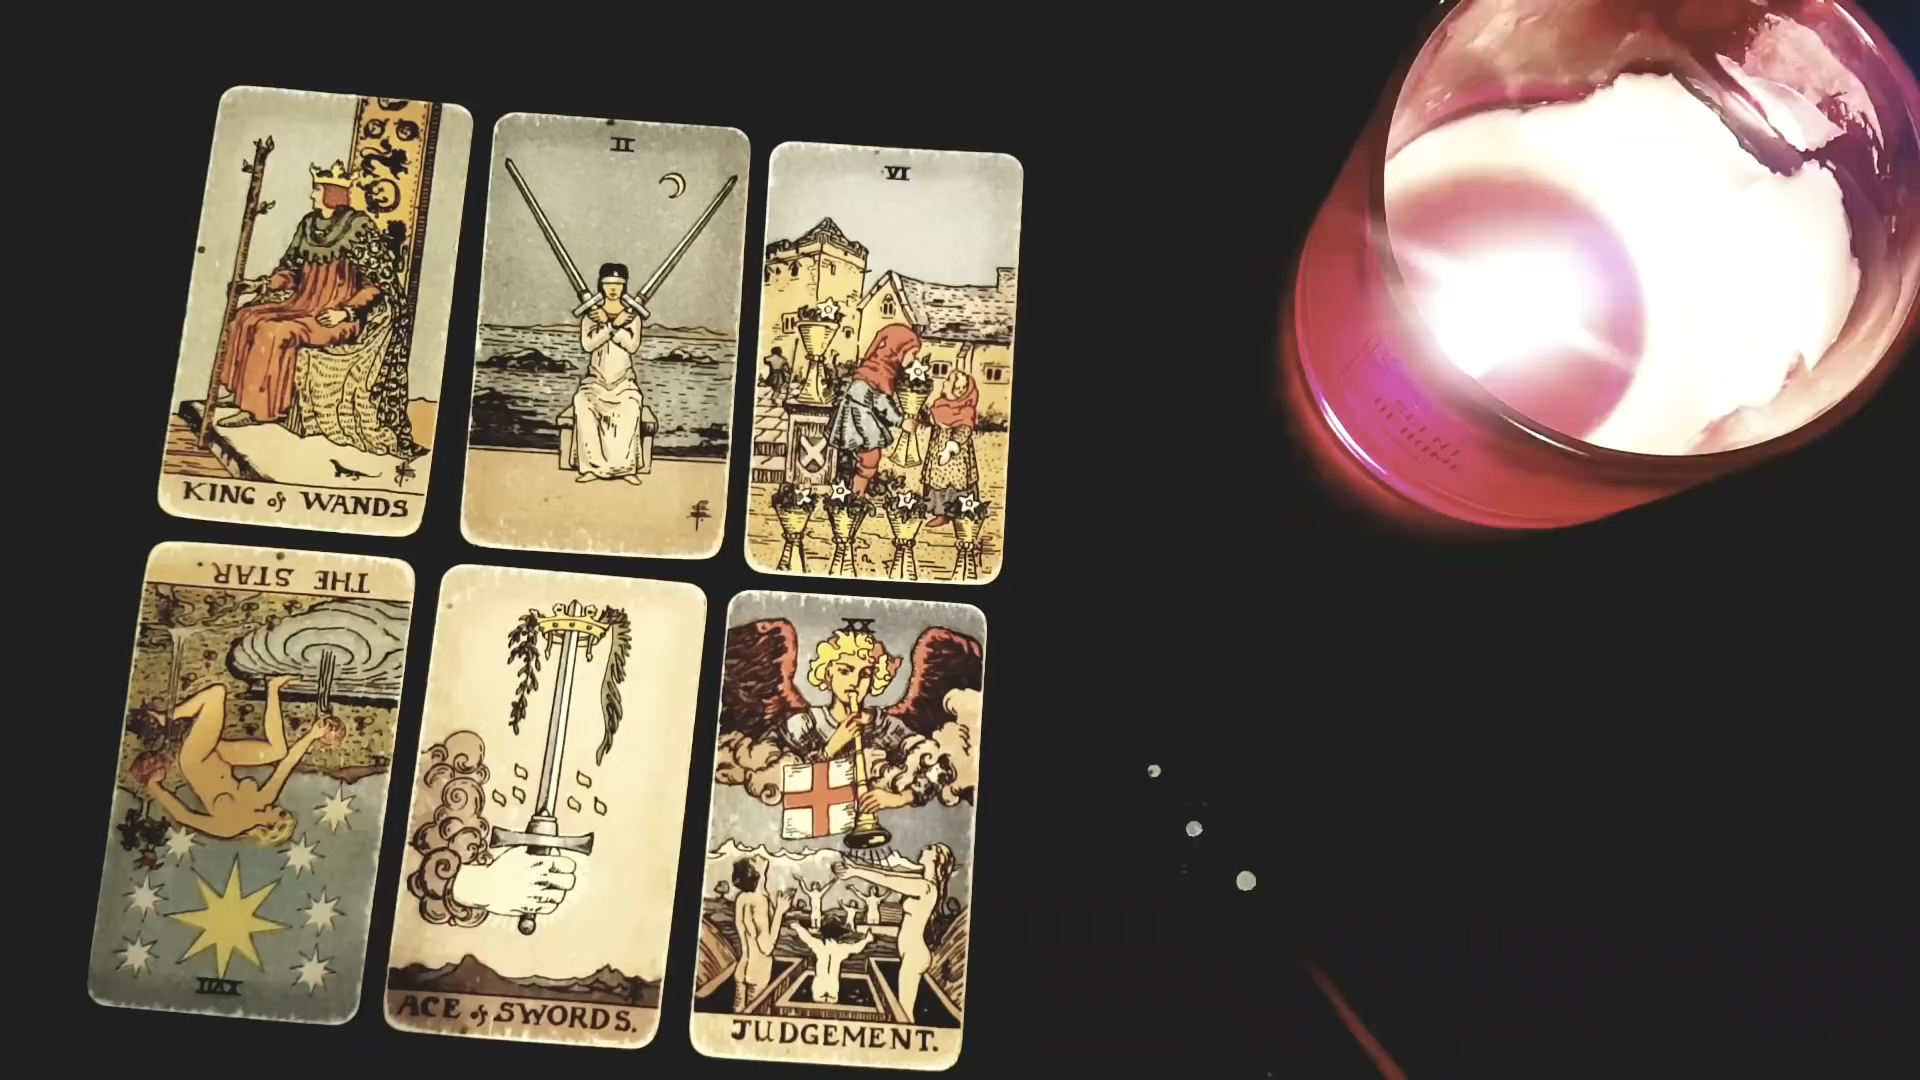 II
VI
KING of WANDS
THE STAR.
XVII
ACE of SWORDS.
XX
JUDGEMENT.